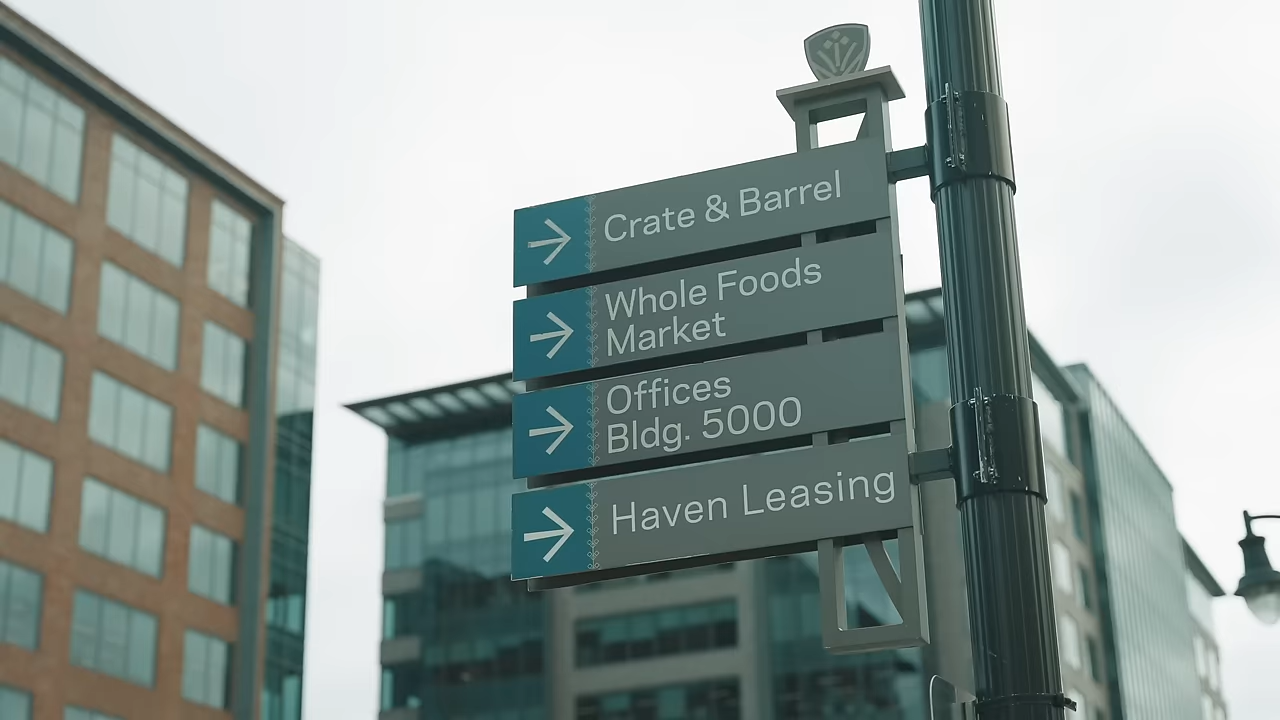 Crate & Barrel
Whole Foods
Market
Offices
Bldg. 5000
Haven Leasing